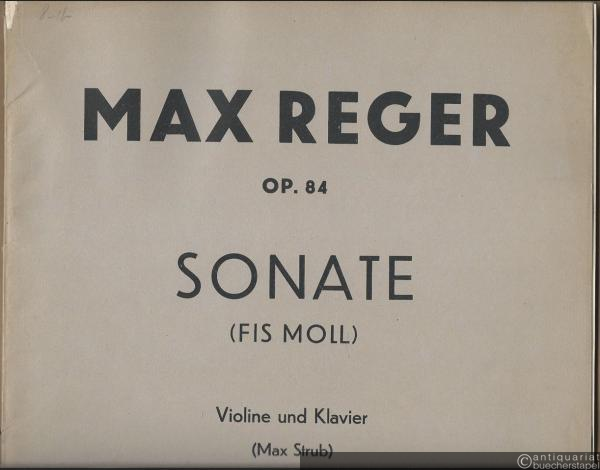 MAX REGER
OP. 84
SONATE
(FIS MOLL)
Violine und Klavier
(Max Strub)
©antiquariat
buecherstapel